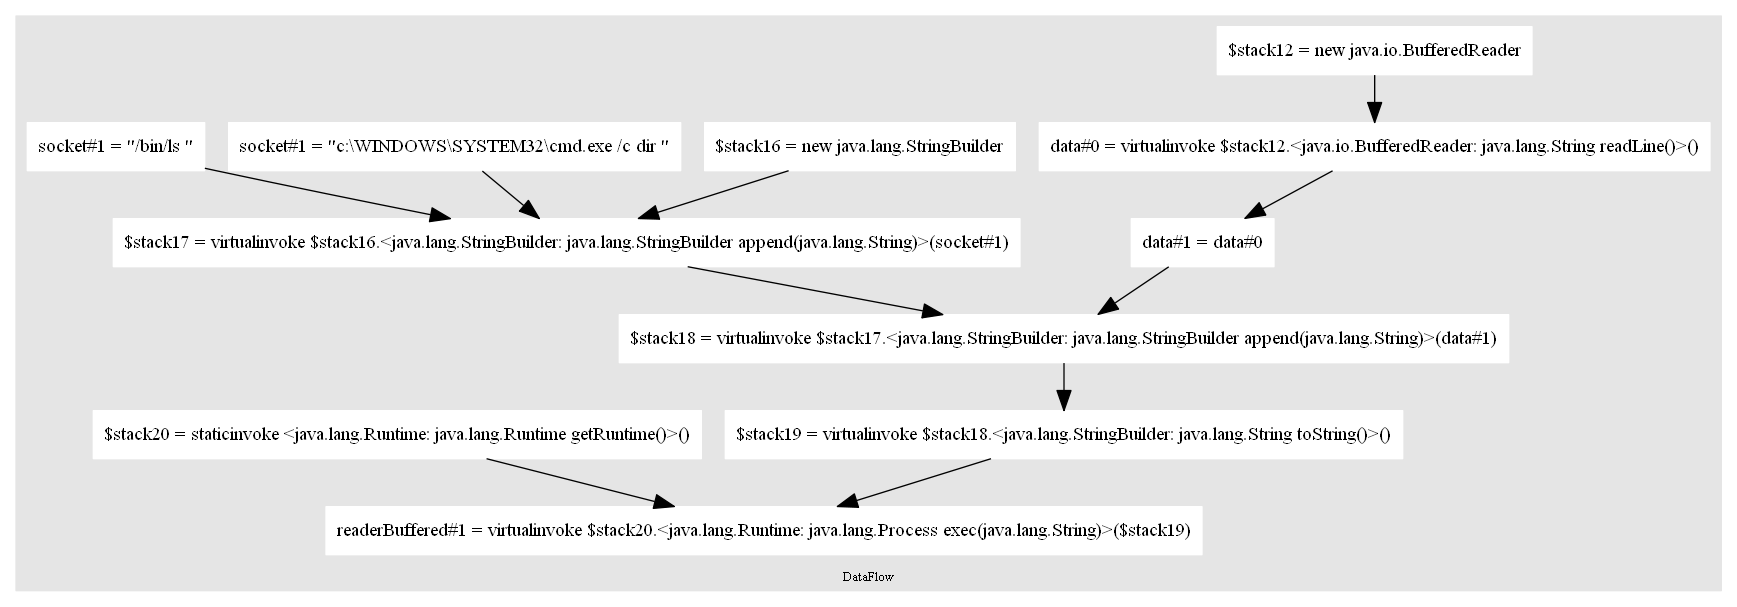 $stack12 = new java.io.BufferedReader
socket#1 = "/bin/ls "
socket#1 = "c:\WINDOWS\SYSTEM32\cmd.exe /c dir "
$stack16 = new java.lang.StringBuilder
data#0 = virtualinvoke $stack12.<java.io.BufferedReader: java.lang.String readLine()>()
$stack17 = virtualinvoke $stack16.<java.lang.StringBuilder: java.lang.StringBuilder append(java.lang.String)>(socket#1)
data#1 = data#0
$stack18 = virtualinvoke $stack17.<java.lang.StringBuilder: java.lang.StringBuilder append(java.lang.String)>(data#1)
$stack20 = staticinvoke <java.lang.Runtime: java.lang.Runtime getRuntime()>()
$stack19 = virtualinvoke $stack18.<java.lang.StringBuilder: java.lang.String toString()>()
readerBuffered#1 = virtualinvoke $stack20.<java.lang.Runtime: java.lang.Process exec(java.lang.String)>($stack19)
DataFlow